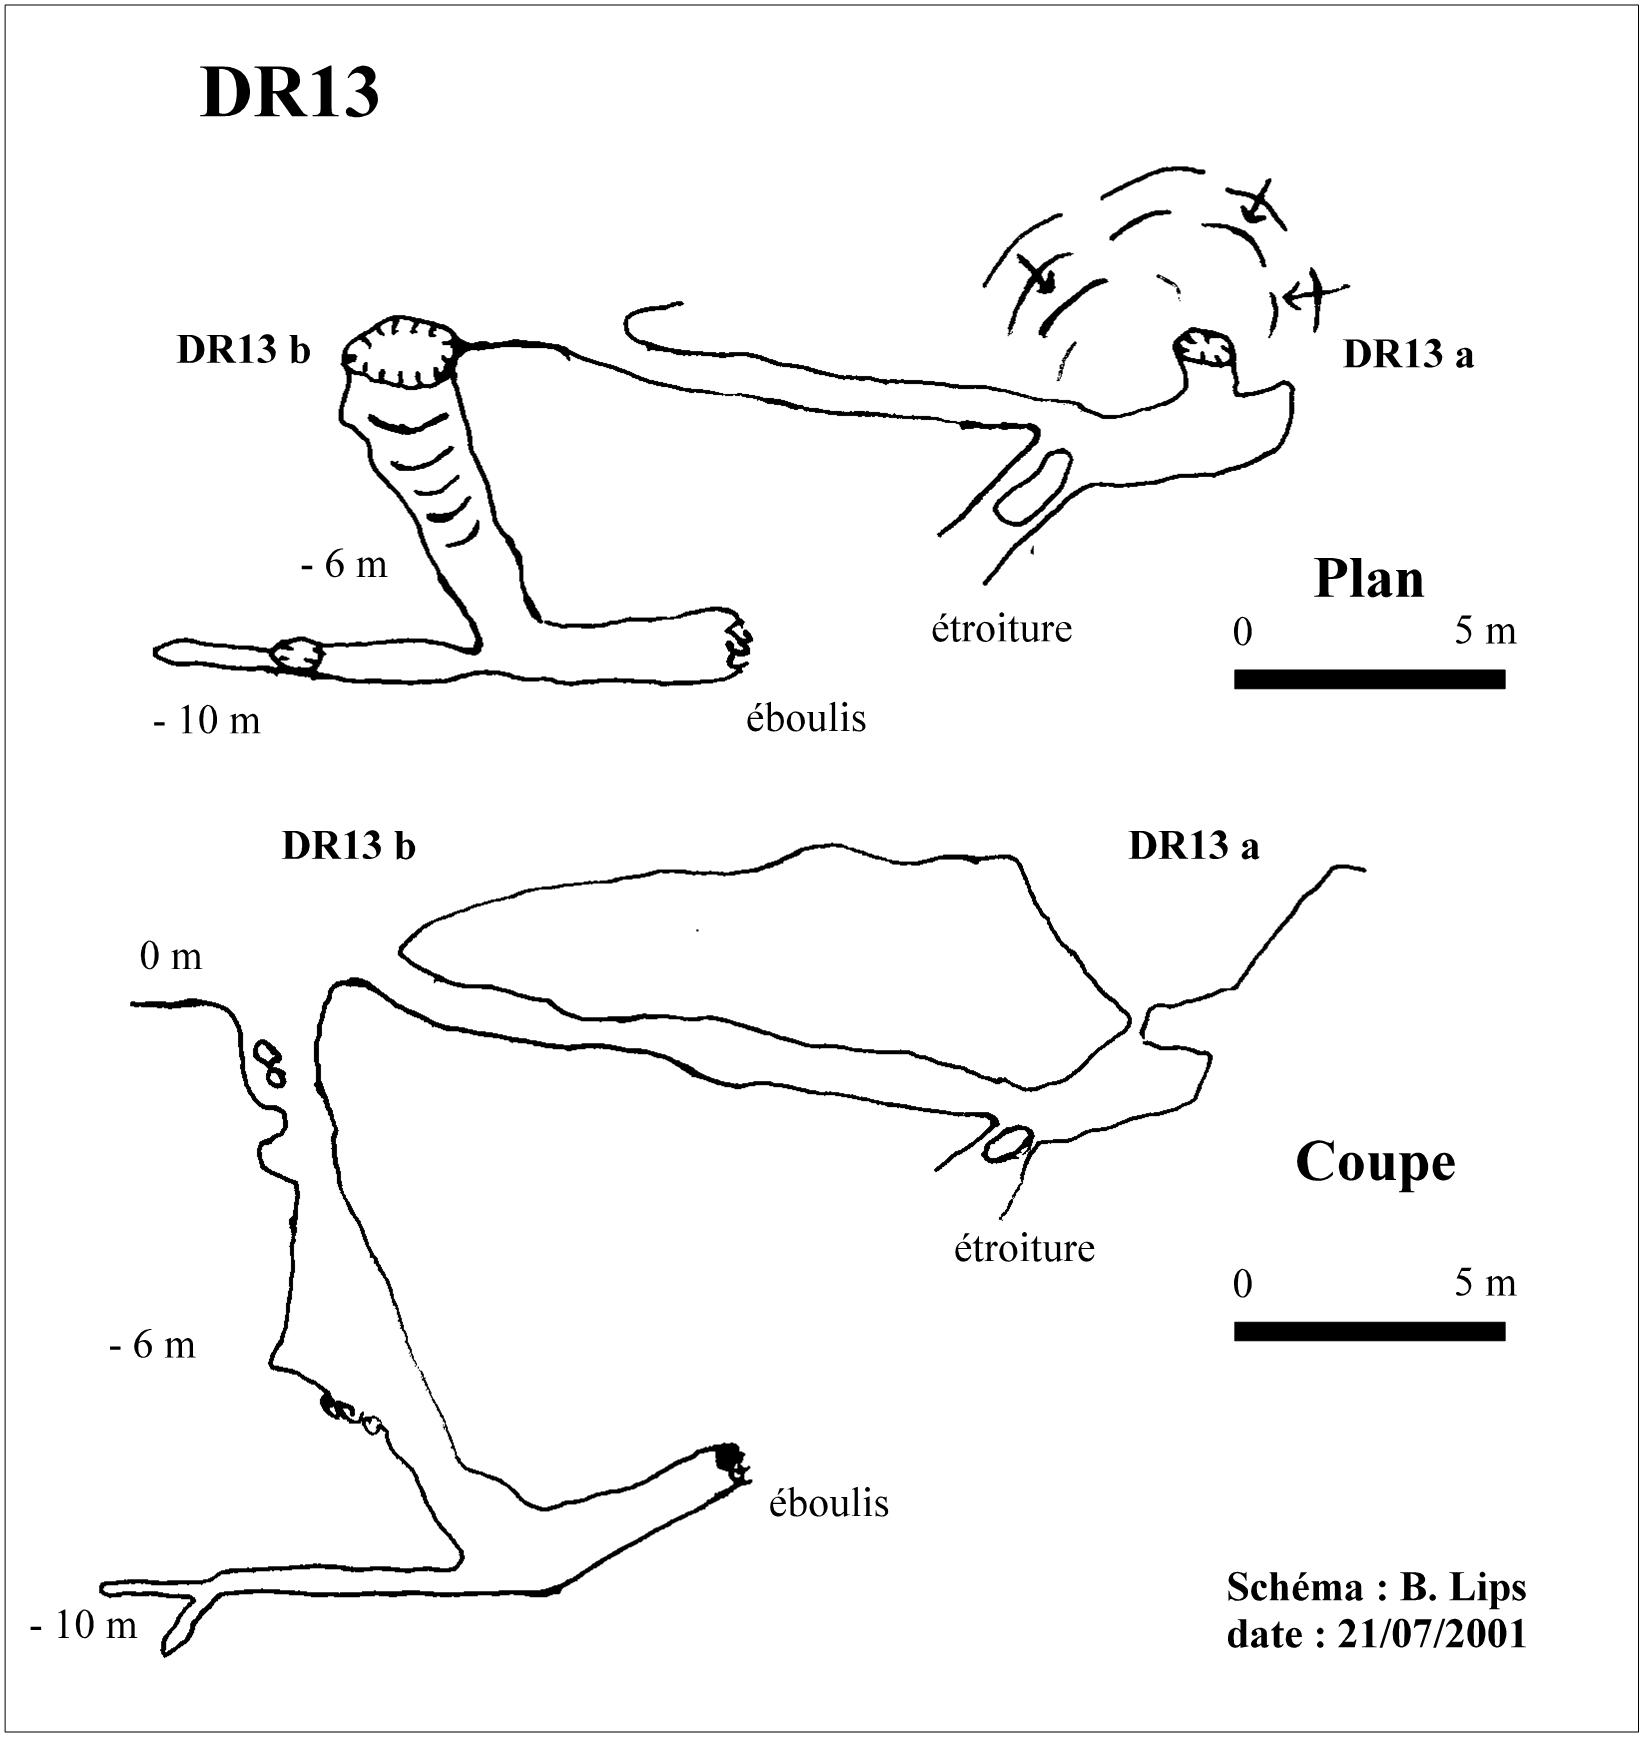 DR13
DR13 b
DR13 a
- 6 m
Plan
étroiture
0 5 m
- 10 m
éboulis
DR13 b
DR13 a
0 m
Coupe
étroiture
0 5 m
- 6 m
éboulis
Schéma : B. Lips
- 10 m
date : 21/07/2001